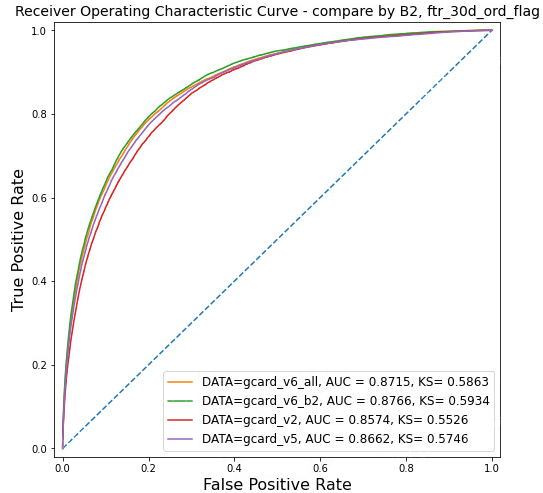 Receiver Operating Characteristic Curve - compare by B2, ftr_30d_ord_flag
True Positive Rate
1.0
0.8
0.6
0.4
0.2
0.0
DATA=gcard_v6_all, AUC = 0.8715, KS= 0.5863
DATA=gcard_v6_b2, AUC = 0.8766, KS= 0.5934
DATA=gcard_v2, AUC = 0.8574, KS= 0.5526
DATA=gcard_v5, AUC = 0.8662, KS= 0.5746
0.0 0.2 0.4 0.6 0.8 1.0
False Positive Rate